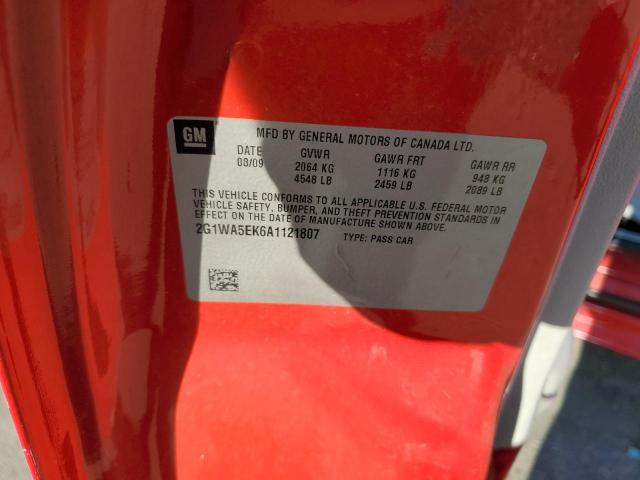 GM
MFD BY GENERAL MOTORS OF CANADA LTD.
DATE GVWR GAWR FRT GAWR RR
08/09 2064 KG 1116 KG 948 KG
4548 LB 2459 LB 2089 LB
THIS VEHICLE CONFORMS TO ALL APPLICABLE U.S. FEDERAL MOTOR
VEHICLE SAFETY, BUMPER, AND THEFT PREVENTION STANDARDS IN
EFFECT ON THE DATE OF MANUFACTURE SHOWN ABOVE.
2G1WA5EK6A1121807 TYPE: PASS CAR